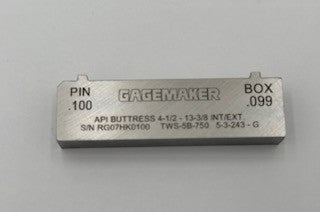 PIN GAGEMAKER BOX
.100 .099
API BUTTRESS 4-1/2 - 13-3/8 INT/EXT
S/N RG07HK0100 TWS-5B-750 5-3-243 - G